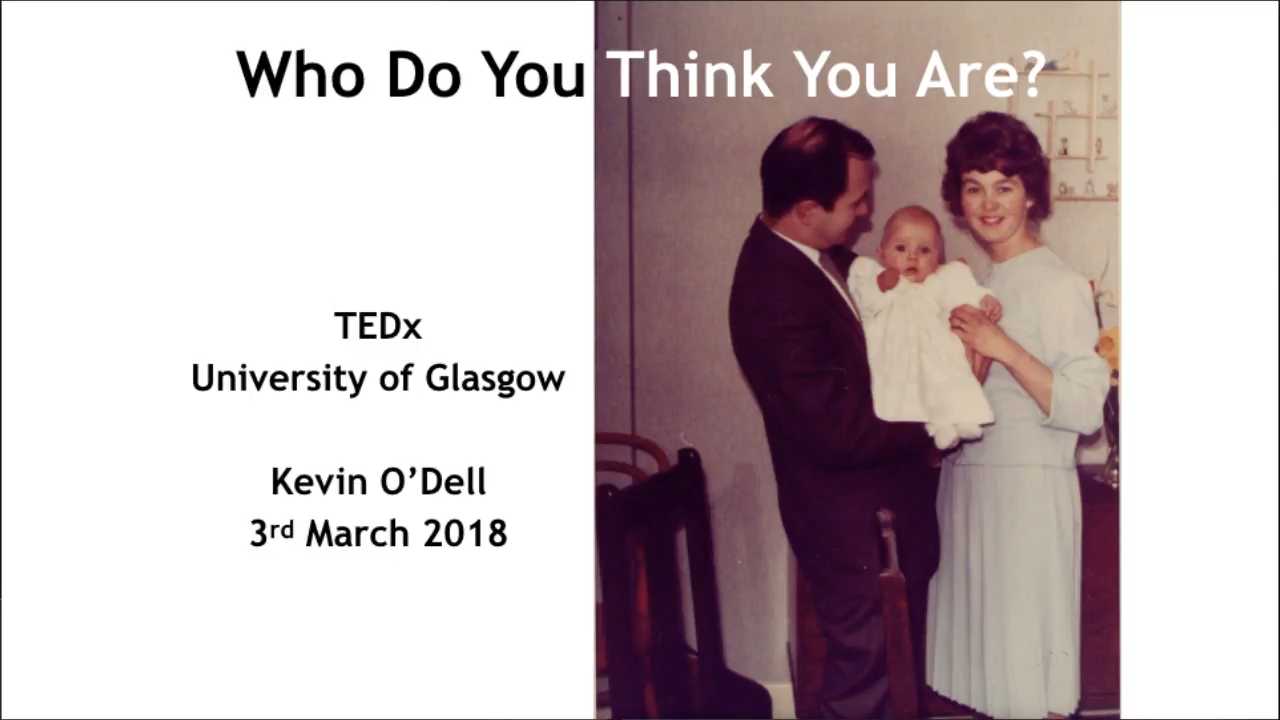 Who Do You Think You Are?
TEDx
University of Glasgow
Kevin O’Dell
3rd March 2018